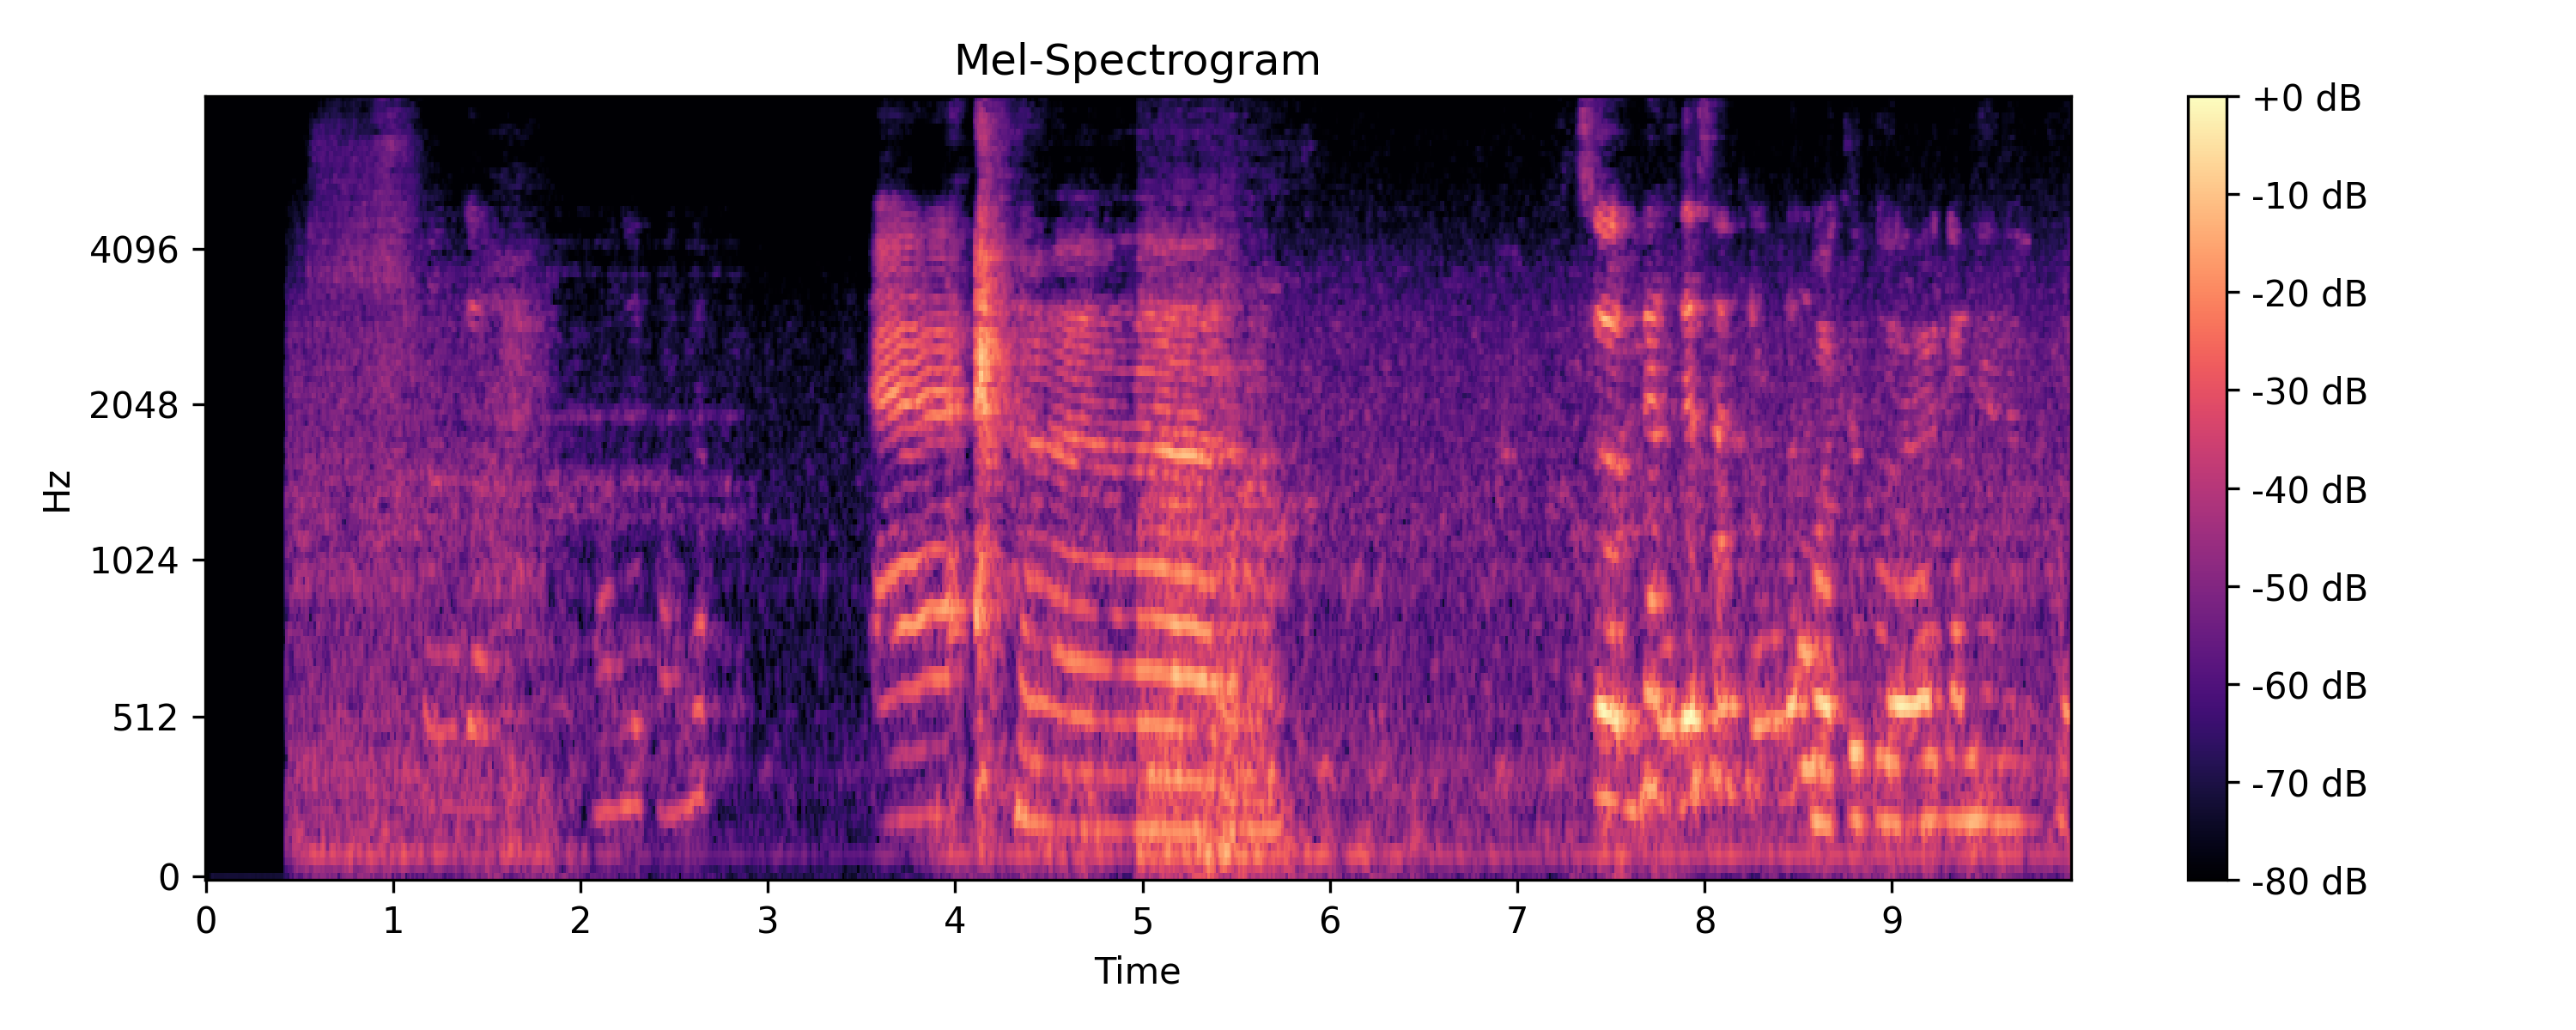 Mel-Spectrogram
+0 dB
-10 dB
-20 dB
-30 dB
-40 dB
-50 dB
-60 dB
-70 dB
-80 dB
Hz
4096
2048
1024
512
0
0 1 2 3 4 5 6 7 8 9
Time